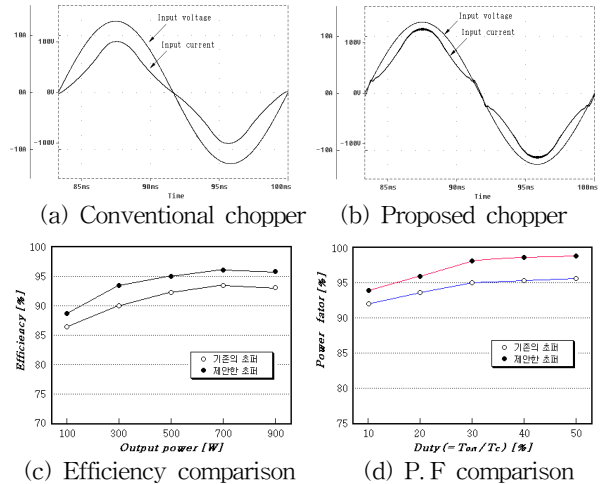 Input voltage
Input current
10A
100V
0A
0V
-10A
-100V
85ms
90ms
95ms
100ms
Time
(a) Conventional chopper
Input voltage
Input current
10A
100V
0A
0V
-10A
-100V
85ms
90ms
95ms
100ms
Time
(b) Proposed chopper
Efficiency [%]
100
95
90
85
80
75
70
100
300
500
700
900
Output power [W]
기존의 초퍼
제안한 초퍼
(c) Efficiency comparison
Power fator [%]
100
95
90
85
80
75
10
20
30
40
50
Duty(= Ton / Tc) [%]
기존의 초퍼
제안한 초퍼
(d) P. F comparison